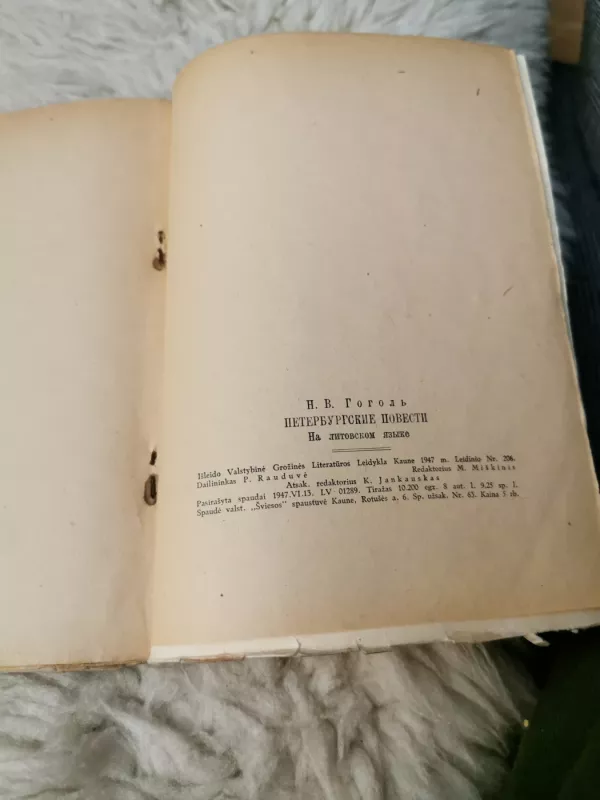 Н. В. Гоголь
ПЕТЕРБУРГСКИЕ ПОВЕСТИ
На литовском языке
Išleido Valstybinė Grožinės Literatūros Leidykla Kaune 1947 m. Leidinio Nr. 206.
Dailininkas P. Rauduvė Redaktorius M. Miškinis
Atsak. redaktorius K. Jankauskas
Pasirašyta spaudai 1947.VI.13. LV 01289. Tiražas 10.200 egz. 8 aut. l. 9,25 sp. l.
Spaudė valst. „Šviesos" spaustuvė Kaune, Rotušės a. 6. Sp. užsak. Nr. 63. Kaina 5 rb.